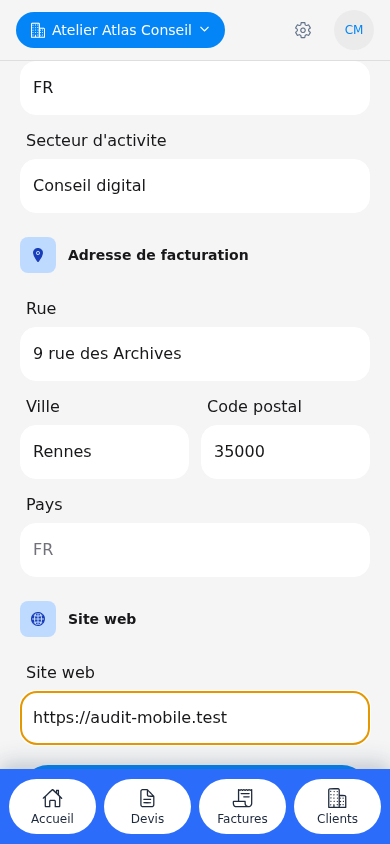 Atelier Atlas Conseil
CM
FR
Secteur d'activite
Conseil digital
Adresse de facturation
Rue
9 rue des Archives
Ville
Code postal
Rennes
35000
Pays
FR
Site web
Site web
https://audit-mobile.test
Accueil
Devis
Factures
Clients